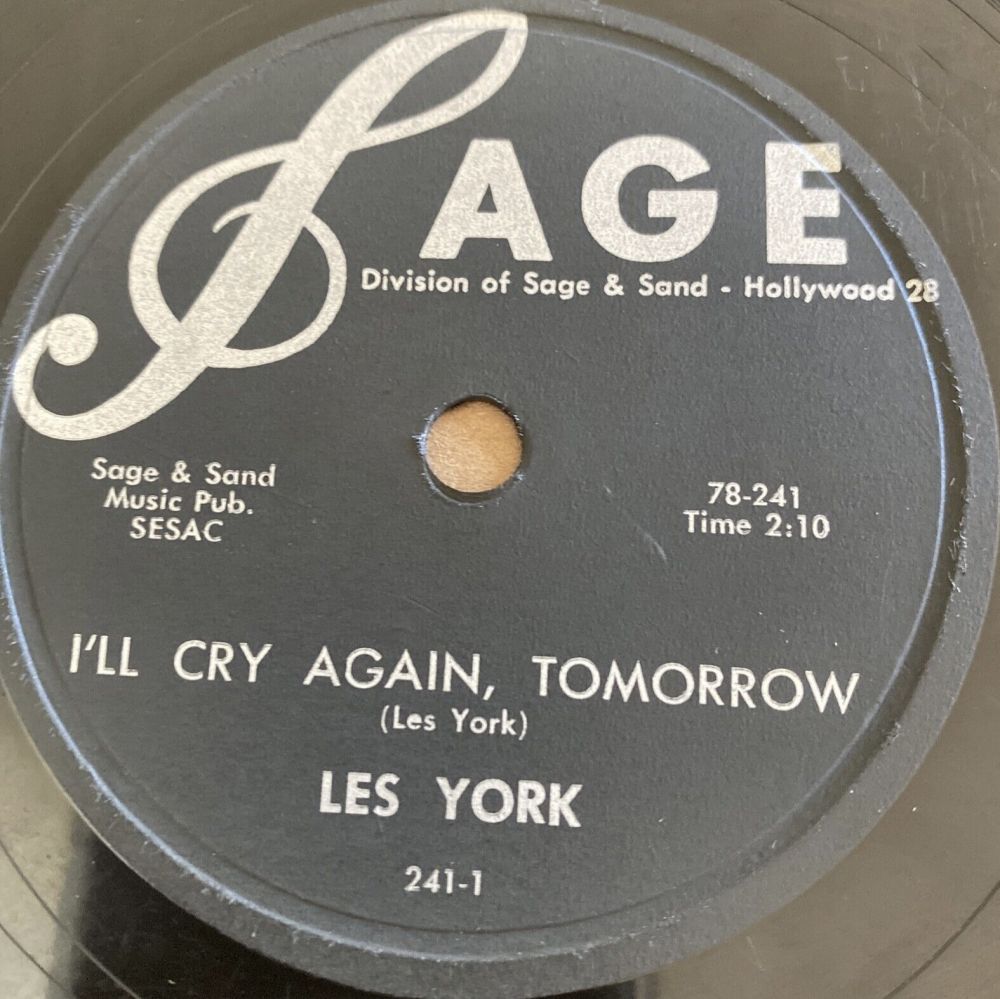 SAGE
Division of Sage & Sand - Hollywood 28
Sage & Sand
Music Pub.
SESAC
78-241
Time 2:10
I'LL CRY AGAIN, TOMORROW
(Les York)
LES YORK
241-1